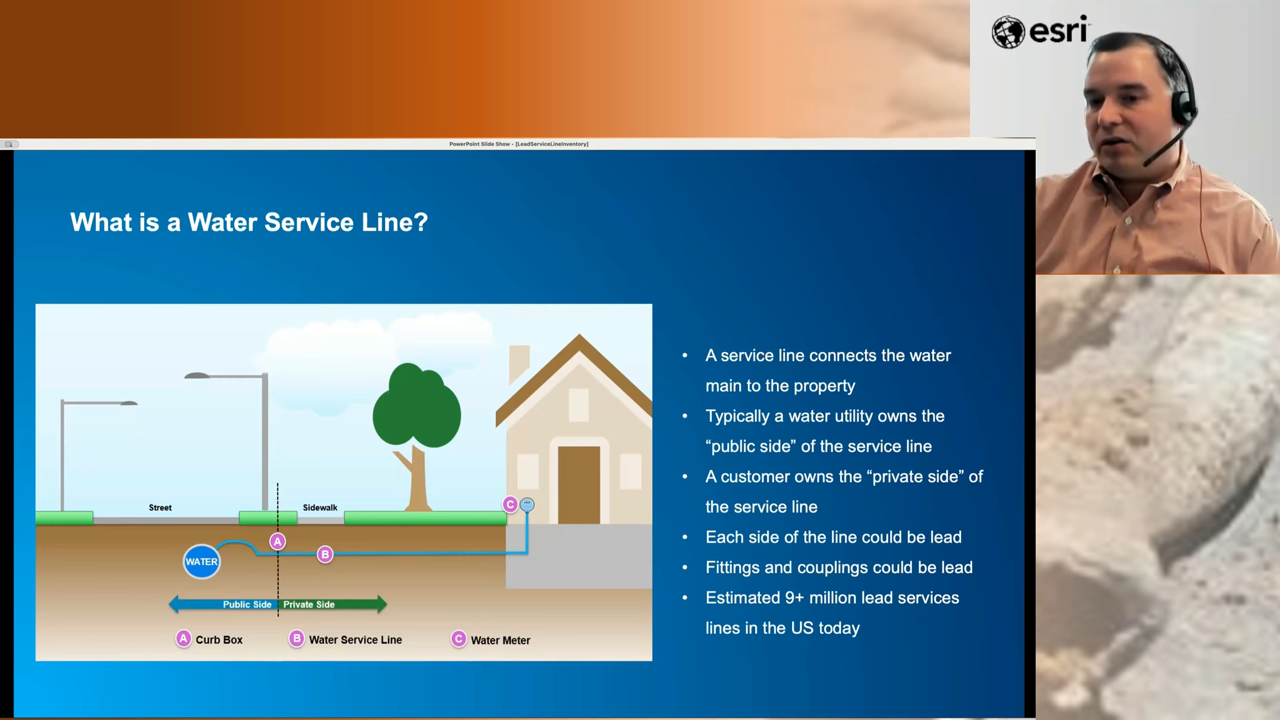 esri
PowerPoint Slide Show - [LeadServiceLineInventory]
What is a Water Service Line?
Street
Sidewalk
C
A
B
WATER
Public Side
Private Side
A Curb Box
B Water Service Line
C Water Meter
• A service line connects the water
main to the property
• Typically a water utility owns the
“public side” of the service line
• A customer owns the “private side” of
the service line
• Each side of the line could be lead
• Fittings and couplings could be lead
• Estimated 9+ million lead services
lines in the US today